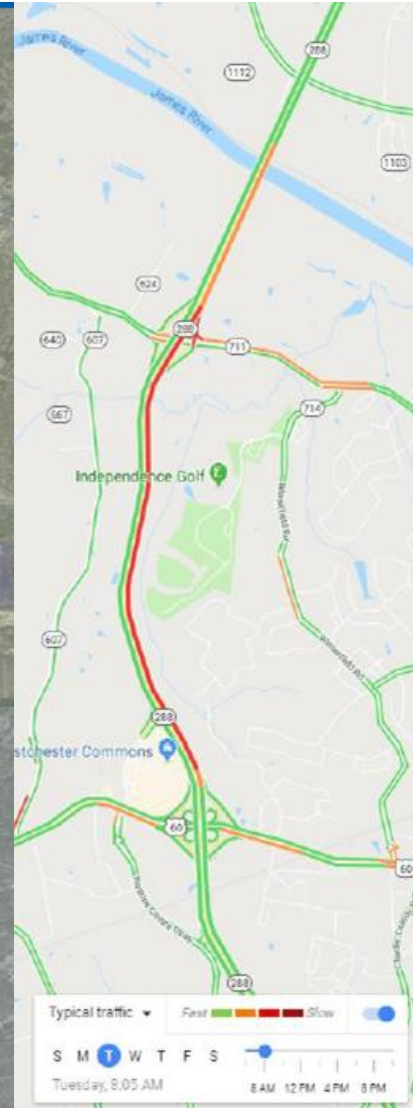 288
James River
1112
James River
1103
624
288
640
607
711
667
714
Independence Golf
607
288
stchester Commons
60
60
288
Typical traffic
Fast
Slow
S M T W T F S
Tuesday, 8:05 AM
8 AM 12 PM 4 PM 8 PM